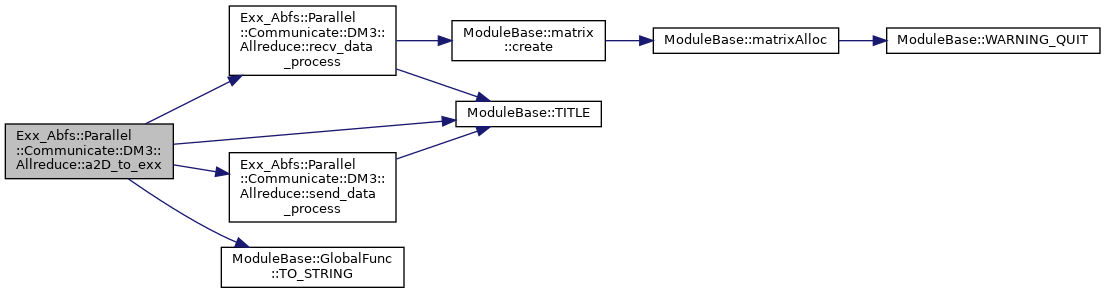 Exx_Abfs::Parallel
::Communicate::DM3::
Allreduce::a2D_to_exx
Exx_Abfs::Parallel
::Communicate::DM3::
Allreduce::recv_data
_process
ModuleBase::matrix
::create
ModuleBase::matrixAlloc
ModuleBase::WARNING_QUIT
ModuleBase::TITLE
Exx_Abfs::Parallel
::Communicate::DM3::
Allreduce::send_data
_process
ModuleBase::GlobalFunc
::TO_STRING